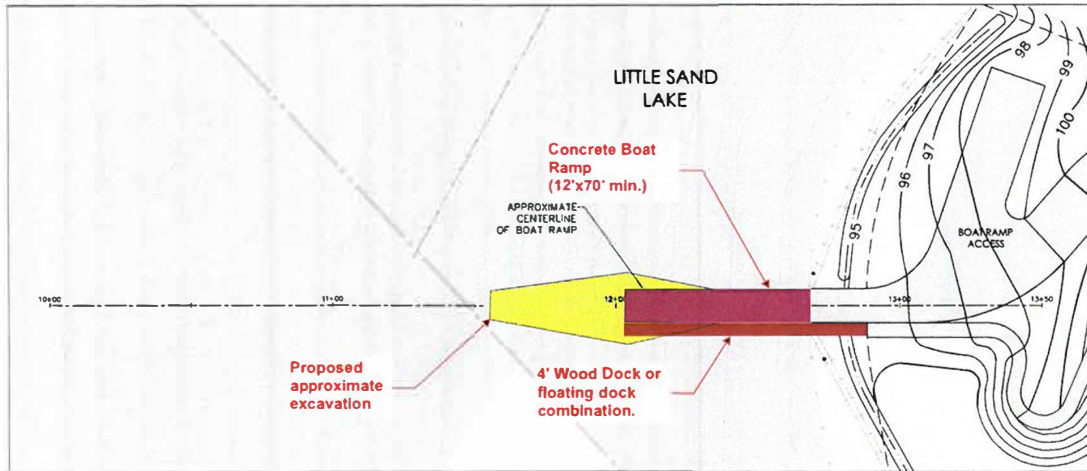 LITTLE SAND
LAKE
Concrete Boat
Ramp
(12'x70' min.)
APPROXIMATE
CENTERLINE
OF BOAT RAMP
98
99
100
97
96
95
BOAT RAMP
ACCESS
10+00
11+00
12+00
13+00
13+50
Proposed
approximate
excavation
4' Wood Dock or
floating dock
combination.